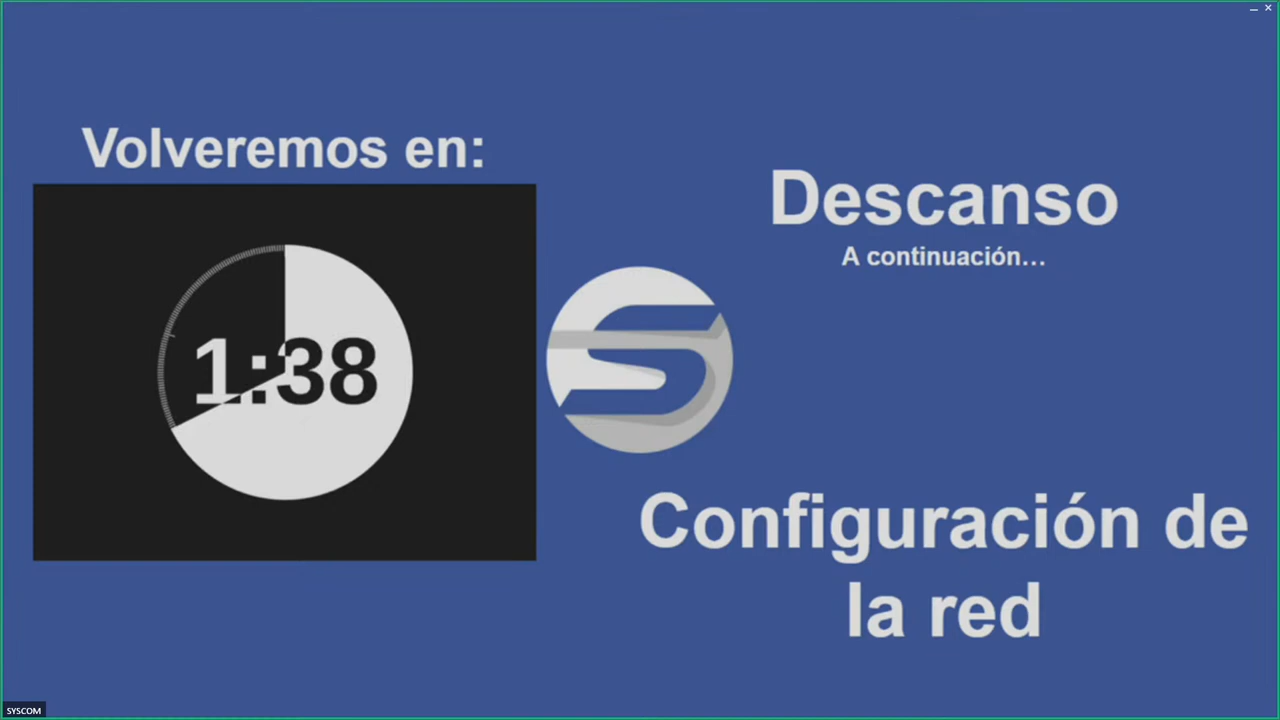 Volveremos en:
1:38
Descanso
A continuación...
Configuración de
la red
SYSCOM